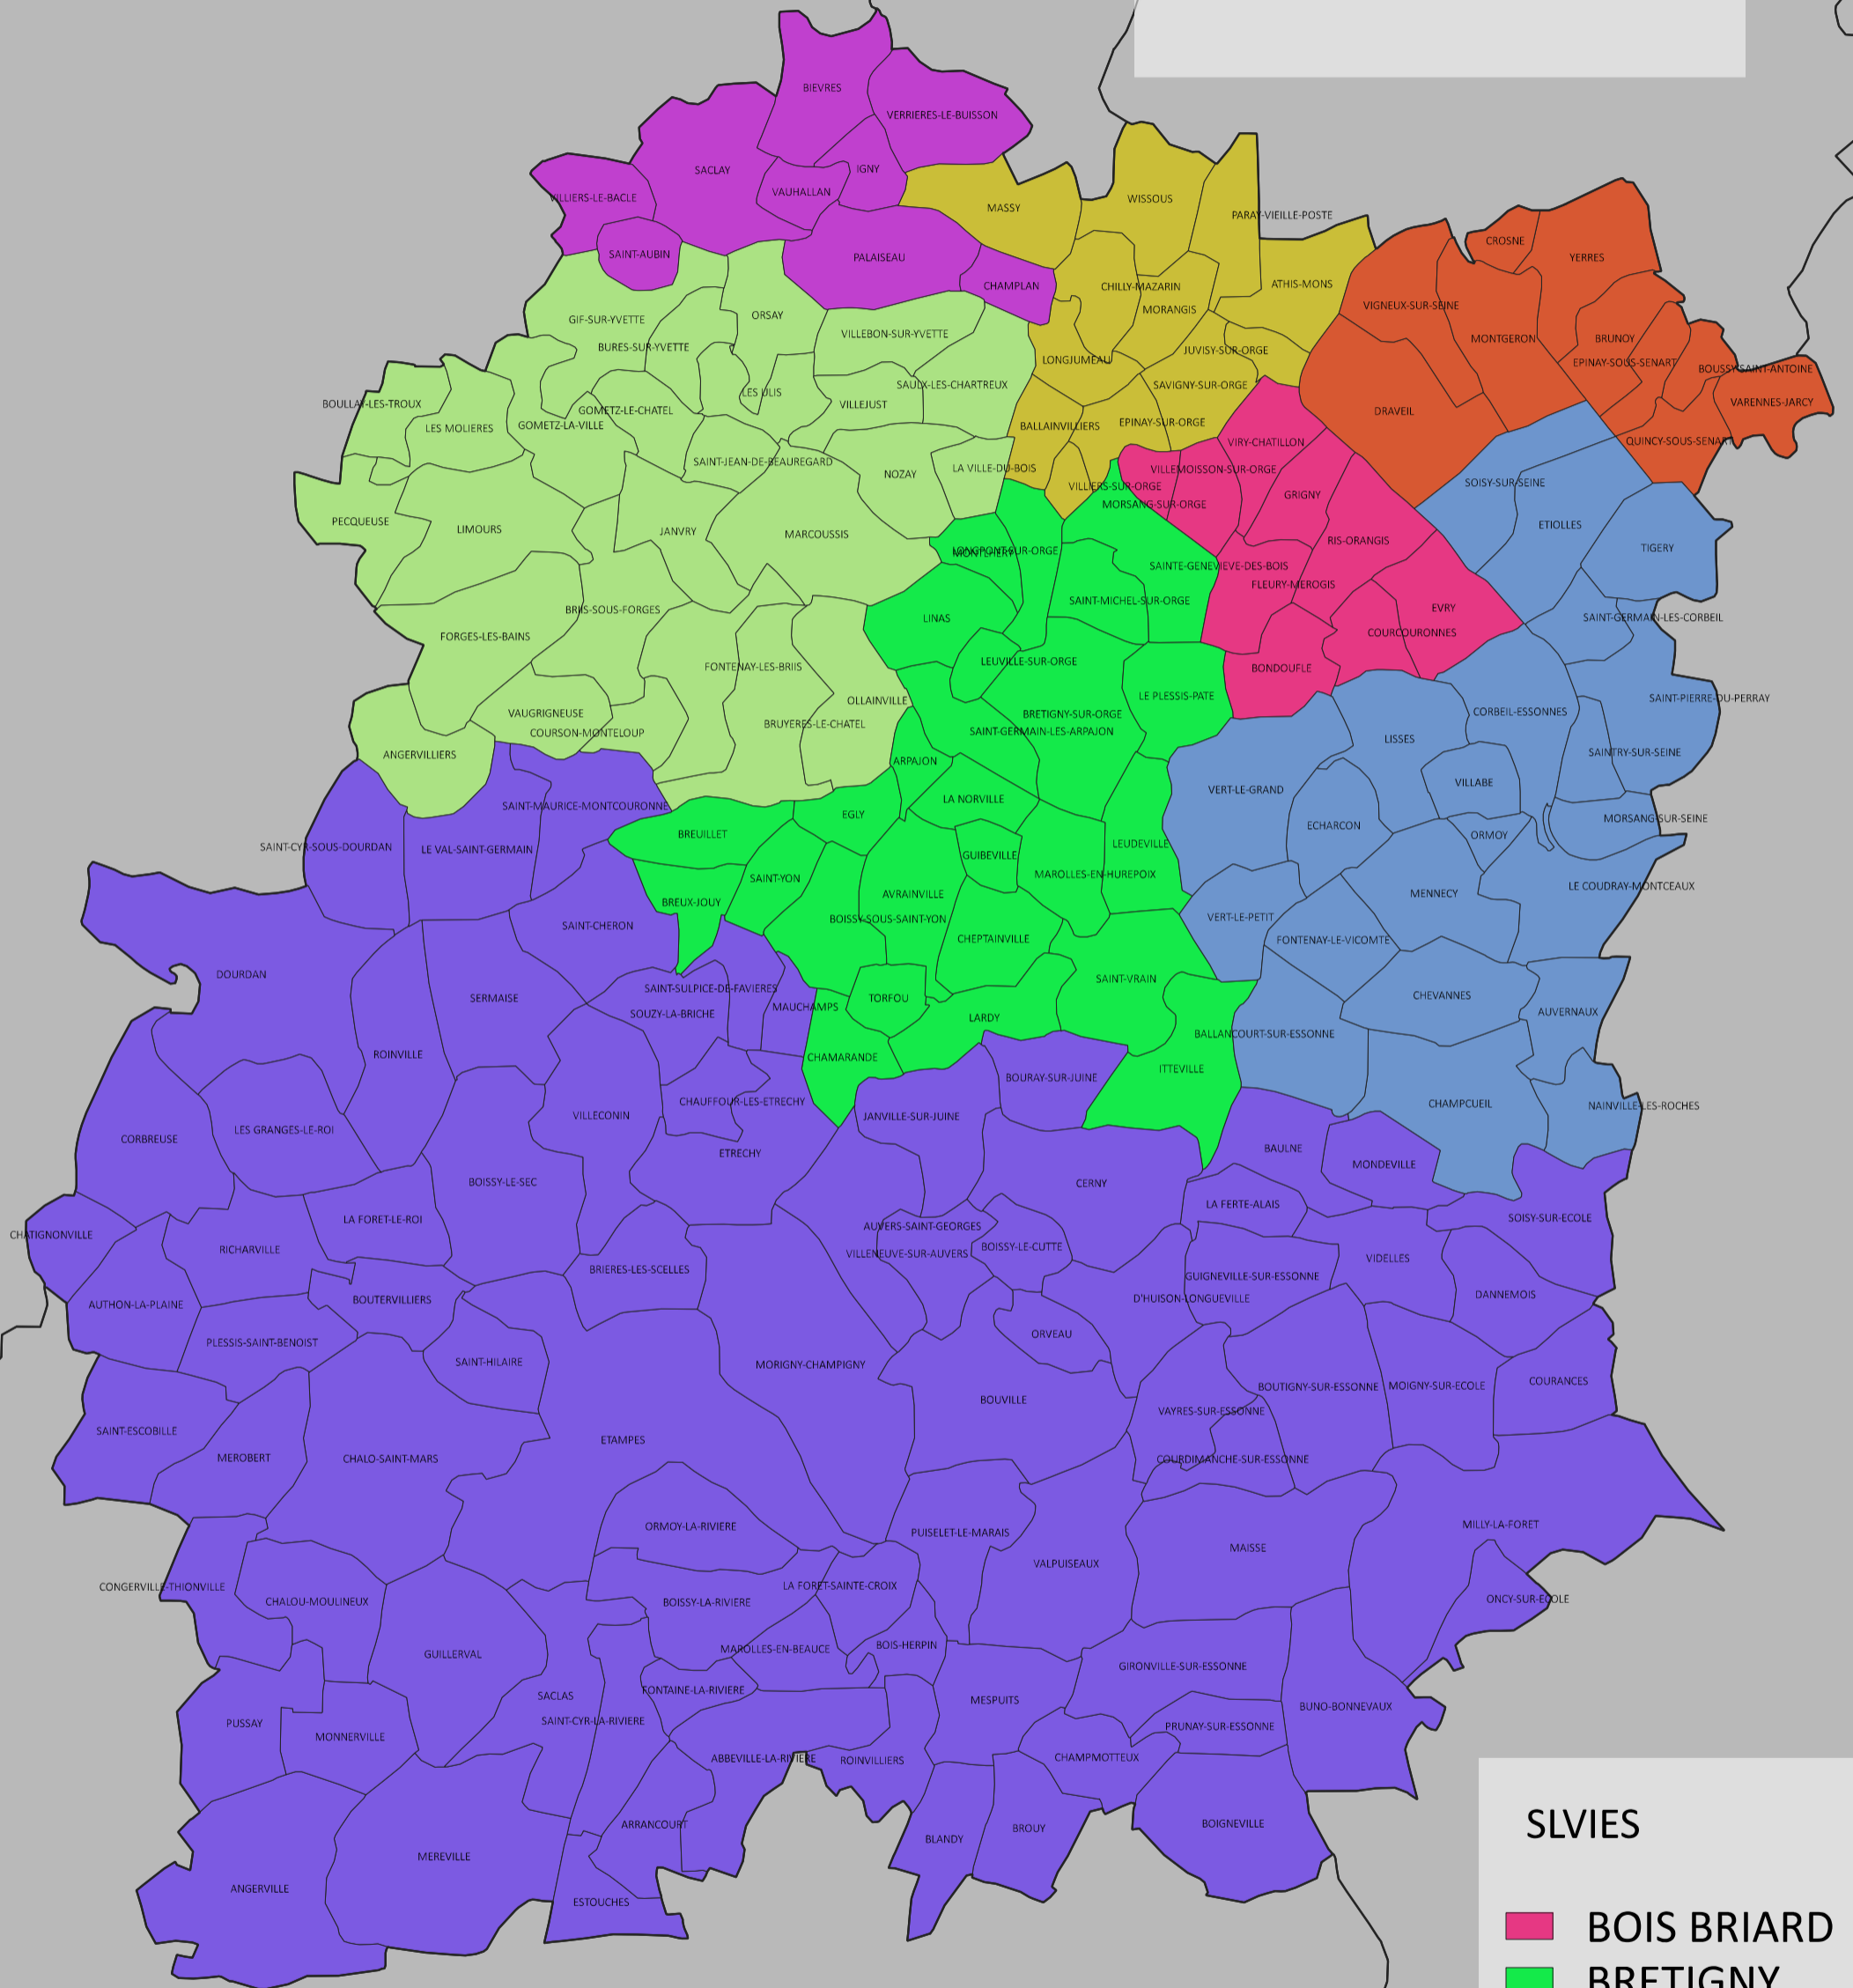 BIEVRES
VERRIERES-LE-BUISSON
SACLAY
IGNY
VAUHALLAN
VILLIERS-LE-BACLE
MASSY
WISSOUS
PARAY-VIEILLE-POSTE
SAINT-AUBIN
PALAISEAU
CROSNE
YERRES
CHAMPLAN
CHILLY-MAZARIN
ATHIS-MONS
MORANGIS
VIGNEUX-SUR-SEINE
GIF-SUR-YVETTE
ORSAY
VILLEBON-SUR-YVETTE
MONTGERON
BRUNOY
BURES-SUR-YVETTE
JUVISY-SUR-ORGE
LONGJUMEAU
EPINAY-SOUS-SENART
BOUSSY-SAINT-ANTOINE
LES ULIS
SAULX-LES-CHARTREUX
SAVIGNY-SUR-ORGE
VARENNES-JARCY
BOULLAY-LES-TROUX
VILLEJUST
GOMETZ-LE-CHATEL
DRAVEIL
LES MOLIERES
GOMETZ-LA-VILLE
BALLAINVILLIERS
EPINAY-SUR-ORGE
VIRY-CHATILLON
QUINCY-SOUS-SENART
SAINT-JEAN-DE-BEAUREGARD
NOZAY
LA VILLE-DU-BOIS
VILLEMOISSON-SUR-ORGE
VILLIERS-SUR-ORGE
SOISY-SUR-SEINE
MORSANG-SUR-ORGE
GRIGNY
PECQUEUSE
LIMOURS
JANVRY
MARCOUSSIS
ETIOLLES
RIS-ORANGIS
TIGERY
LONGPONT-SUR-ORGE
MONTLHERY
SAINTE-GENEVIEVE-DES-BOIS
FLEURY-MEROGIS
SAINT-MICHEL-SUR-ORGE
BRIIS-SOUS-FORGES
EVRY
LINAS
SAINT-GERMAIN-LES-CORBEIL
FORGES-LES-BAINS
COURCOURONNES
FONTENAY-LES-BRIIS
LEUVILLE-SUR-ORGE
BONDOUFLE
LE PLESSIS-PATE
OLLAINVILLE
SAINT-PIERRE-DU-PERRAY
VAUGRIGNEUSE
BRETIGNY-SUR-ORGE
CORBEIL-ESSONNES
BRUYERES-LE-CHATEL
COURSON-MONTELOUP
SAINT-GERMAIN-LES-ARPAJON
LISSES
ANGERVILLIERS
ARPAJON
SAINTRY-SUR-SEINE
VILLABE
VERT-LE-GRAND
LA NORVILLE
SAINT-MAURICE-MONTCOURONNE
EGLY
MORSANG-SUR-SEINE
ECHARCON
BREUILLET
ORMOY
SAINT-CYR-SOUS-DOURDAN
LE VAL-SAINT-GERMAIN
LEUDEVILLE
GUIBEVILLE
MAROLLES-EN-HUREPOIX
SAINT-YON
LE COUDRAY-MONTCEAUX
AVRAINVILLE
MENNECY
BREUX-JOUY
BOISSY-SOUS-SAINT-YON
VERT-LE-PETIT
SAINT-CHERON
CHEPTAINVILLE
FONTENAY-LE-VICOMTE
DOURDAN
SAINT-VRAIN
SAINT-SULPICE-DE-FAVIERES
SERMAISE
TORFOU
CHEVANNES
MAUCHAMPS
SOUZY-LA-BRICHE
LARDY
AUVERNAUX
BALLANCOURT-SUR-ESSONNE
ROINVILLE
CHAMARANDE
ITTEVILLE
BOURAY-SUR-JUINE
CHAUFFOUR-LES-ETRECHY
CHAMPCUEIL
NAINVILLE-LES-ROCHES
VILLECONIN
JANVILLE-SUR-JUINE
LES GRANGES-LE-ROI
CORBREUSE
BAULNE
ETRECHY
MONDEVILLE
BOISSY-LE-SEC
CERNY
LA FERTE-ALAIS
LA FORET-LE-ROI
SOISY-SUR-ECOLE
AUVERS-SAINT-GEORGES
CHATIGNONVILLE
RICHARVILLE
BOISSY-LE-CUTTE
VILLENEUVE-SUR-AUVERS
VIDELLES
BRIERES-LES-SCELLES
GUIGNEVILLE-SUR-ESSONNE
DANNEMOIS
D'HUISON-LONGUEVILLE
BOUTERVILLIERS
AUTHON-LA-PLAINE
ORVEAU
PLESSIS-SAINT-BENOIST
SAINT-HILAIRE
MORIGNY-CHAMPIGNY
COURANCES
BOUTIGNY-SUR-ESSONNE
MOIGNY-SUR-ECOLE
BOUVILLE
VAYRES-SUR-ESSONNE
SAINT-ESCOBILLE
ETAMPES
MEROBERT
CHALO-SAINT-MARS
COURDIMANCHE-SUR-ESSONNE
MILLY-LA-FORET
ORMOY-LA-RIVIERE
PUISELET-LE-MARAIS
MAISSE
VALPUISEAUX
CONGERVILLE-THIONVILLE
LA FORET-SAINTE-CROIX
ONCY-SUR-ECOLE
CHALOU-MOULINEUX
BOISSY-LA-RIVIERE
MAROLLES-EN-BEAUCE
BOIS-HERPIN
GUILLERVAL
GIRONVILLE-SUR-ESSONNE
FONTAINE-LA-RIVIERE
SACLAS
MESPUITS
BUNO-BONNEVAUX
SAINT-CYR-LA-RIVIERE
PUSSAY
PRUNAY-SUR-ESSONNE
MONNERVILLE
ABBEVILLE-LA-RIVIERE
ROINVILLIERS
CHAMPMOTTEUX
ARRANCOURT
BROUY
BLANDY
BOIGNEVILLE
MEREVILLE
ANGERVILLE
ESTOUCHES
SLVIES
BOIS BRIARD
BRETIGNY